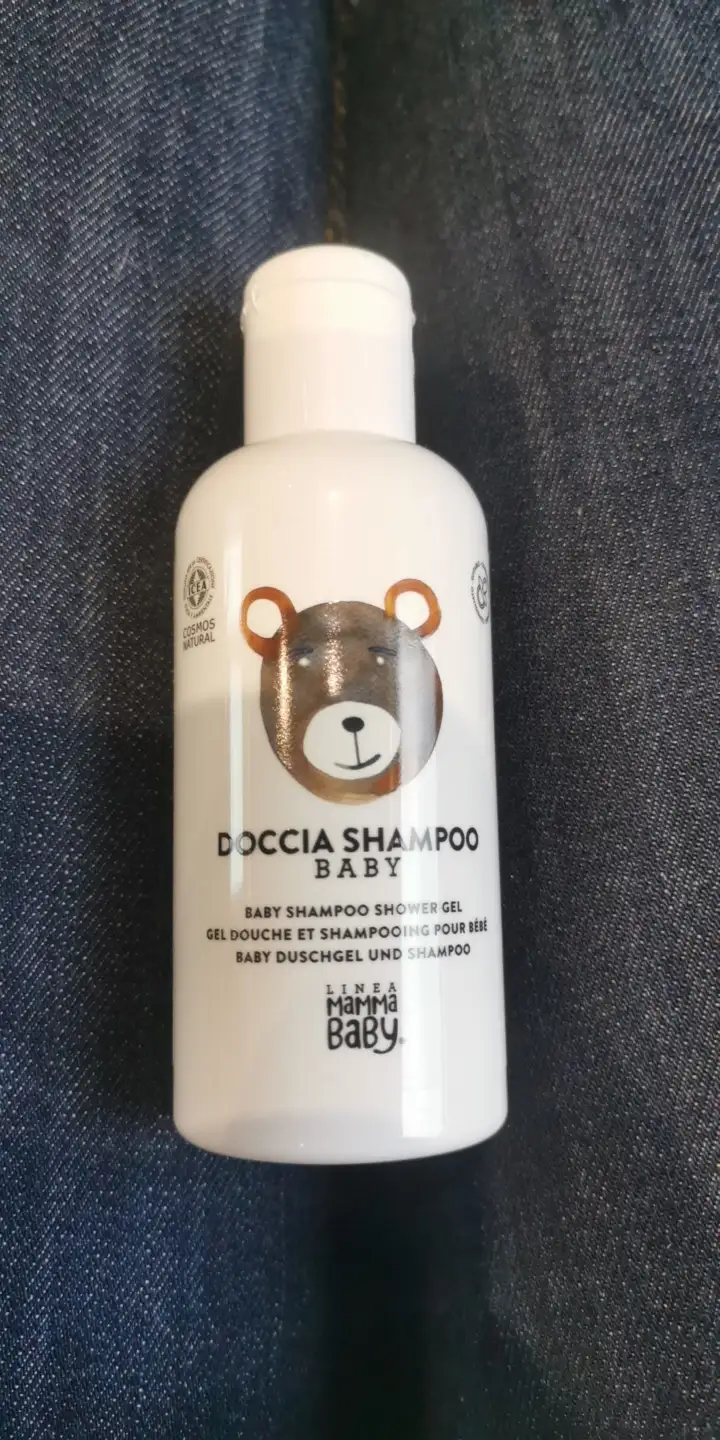 ICEA
COSMOS
NATURAL
DOCCIA SHAMPOO
BABY
BABY SHAMPOO SHOWER GEL
GEL DOUCHE ET SHAMPOOING POUR BÉBÉ
BABY DUSCHGEL UND SHAMPOO
LINEA
MaMMa
BaBy®